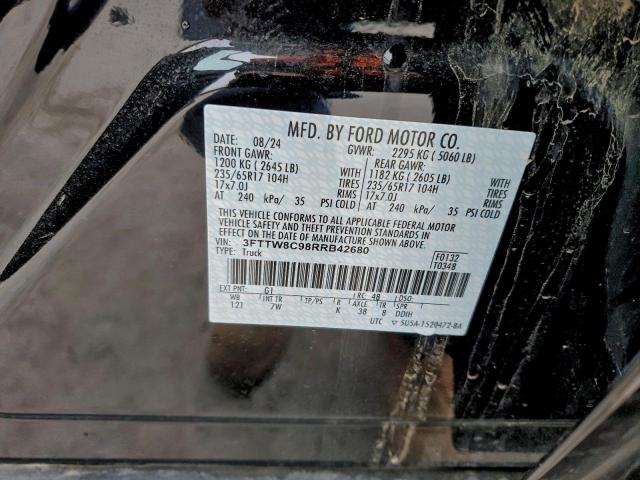 MFD. BY FORD MOTOR CO.
DATE: 08/24 GVWR: 2295 KG ( 5060 LB)
FRONT GAWR: REAR GAWR:
1200 KG ( 2645 LB) 1182 KG ( 2605 LB)
235/65R17 104H WITH TIRES 235/65R17 104H WITH TIRES
17x7.0J RIMS 17x7.0J RIMS
AT 240 kPa/ 35 PSI COLD AT 240 kPa/ 35 PSI COLD
THIS VEHICLE CONFORMS TO ALL APPLICABLE FEDERAL MOTOR
VEHICLE SAFETY AND THEFT PREVENTION STANDARDS IN EFFECT
ON THE DATE OF MANUFACTURE SHOWN ABOVE.
VIN: 3FTTW8C98RRB42680 F0132
TYPE: Truck T0348
EXT PNT: G1 RC: 48 DSO:
WB INT TR TP/PS R AXLE TR SPR
121 7W K 38 8 DDIH
UTC ▽ 5U5A-1520472-BA